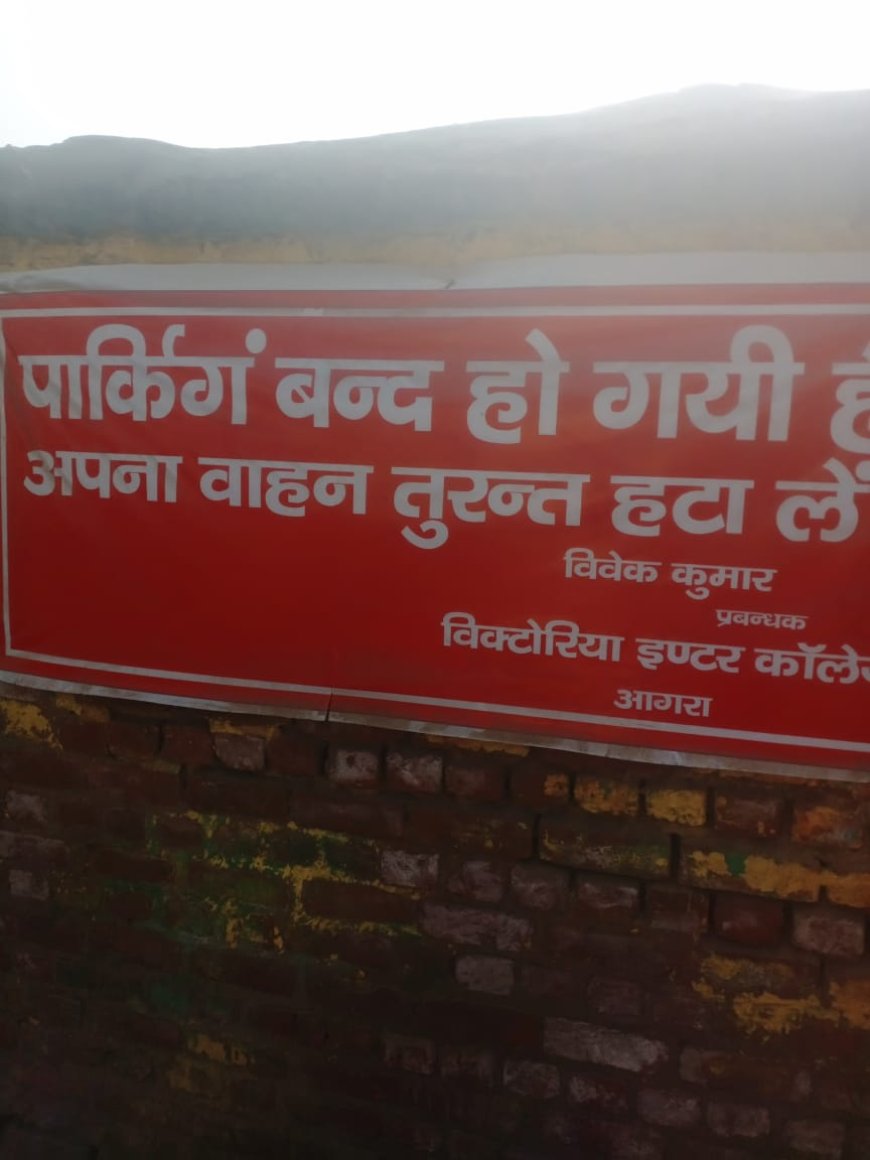 पार्किगं बन्द हो गयी है
अपना वाहन तुरन्त हटा लें
विवेक कुमार
प्रबन्धक
विक्टोरिया इण्टर कॉलेज
आगरा